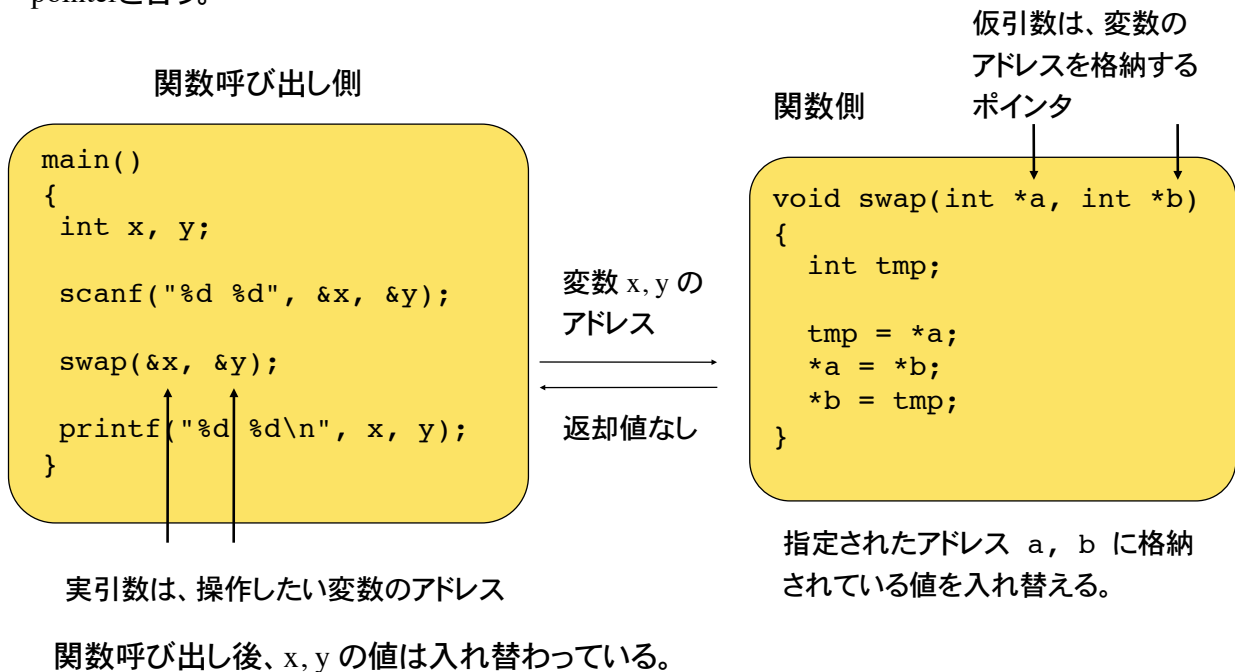 pointerと言う。
関数呼び出し側
main()
{
int x, y;
scanf("%d %d", &x, &y);
swap(&x, &y);
printf("%d %d\n", x, y);
}
実引数は、操作したい変数のアドレス
変数 x, y の
アドレス
返却値なし
仮引数は、変数の
アドレスを格納する
ポインタ
関数側
void swap(int *a, int *b)
{
int tmp;
tmp = *a;
*a = *b;
*b = tmp;
}
指定されたアドレス a, b に格納
されている値を入れ替える。
関数呼び出し後、x, y の値は入れ替わっている。